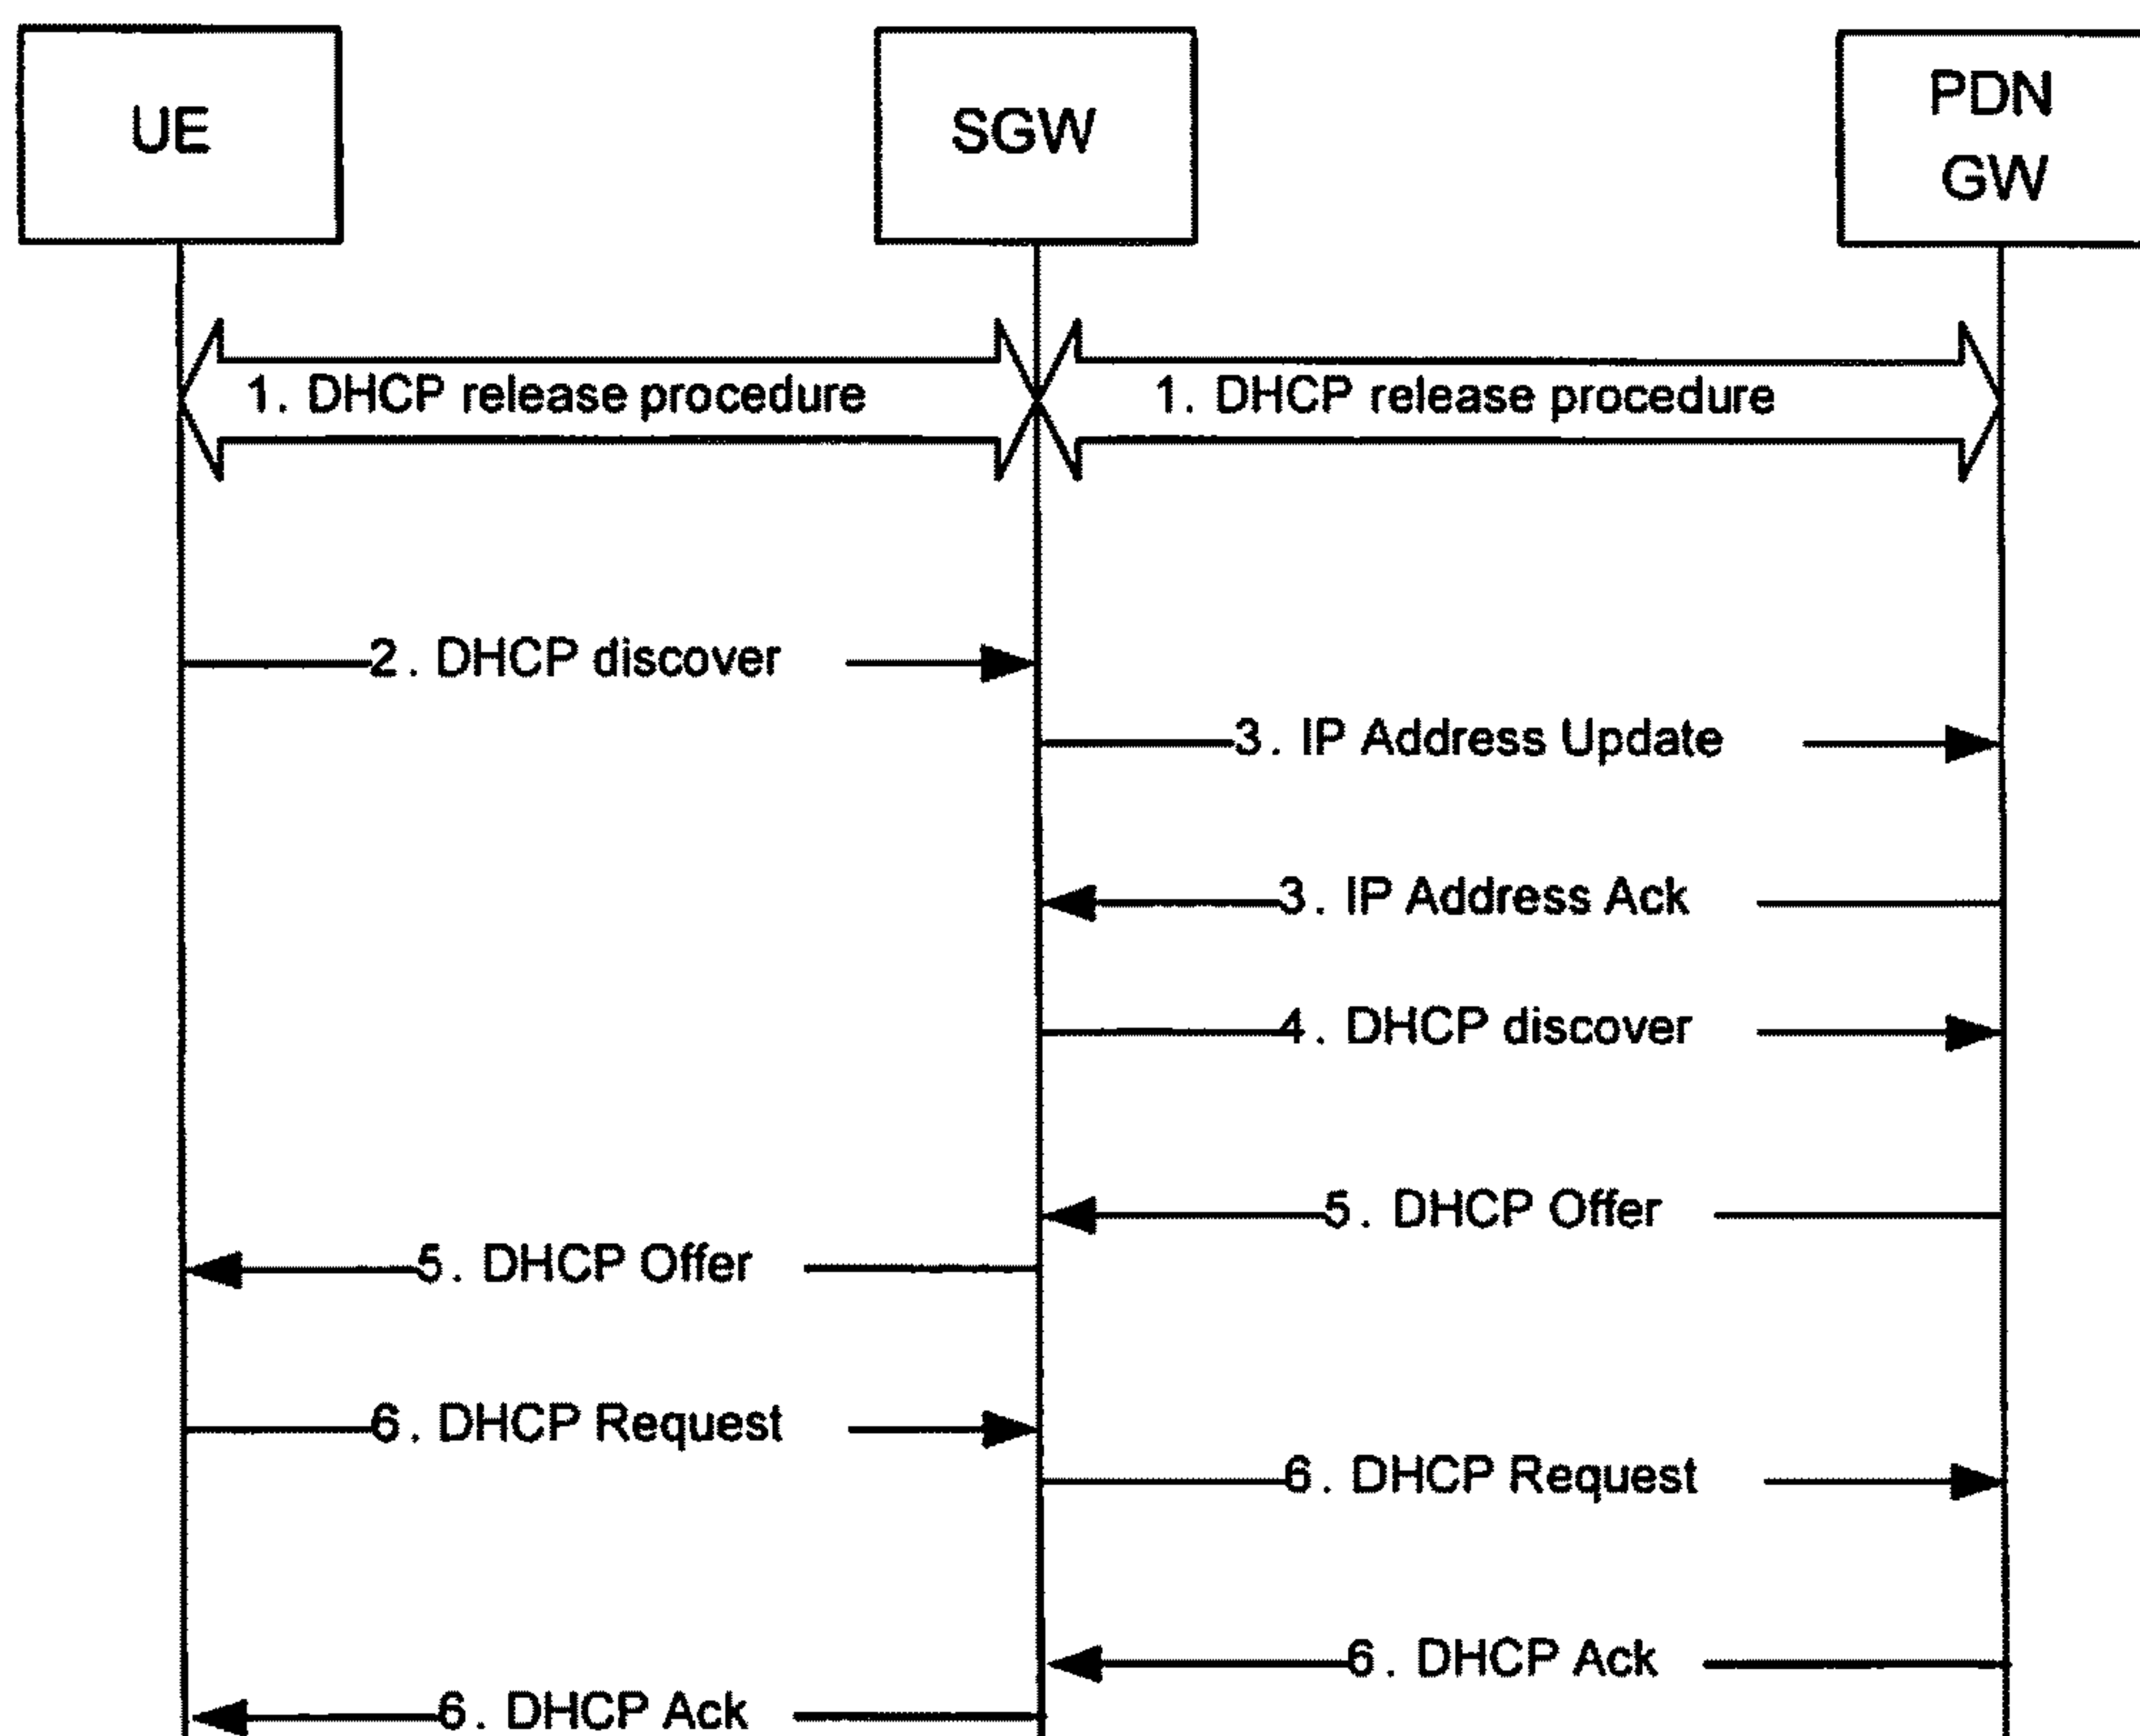 UE
SGW
PDN
GW
1. DHCP release procedure
1. DHCP release procedure
2. DHCP discover
3. IP Address Update
3. IP Address Ack
4. DHCP discover
5. DHCP Offer
5. DHCP Offer
6. DHCP Request
6. DHCP Request
6. DHCP Ack
6. DHCP Ack